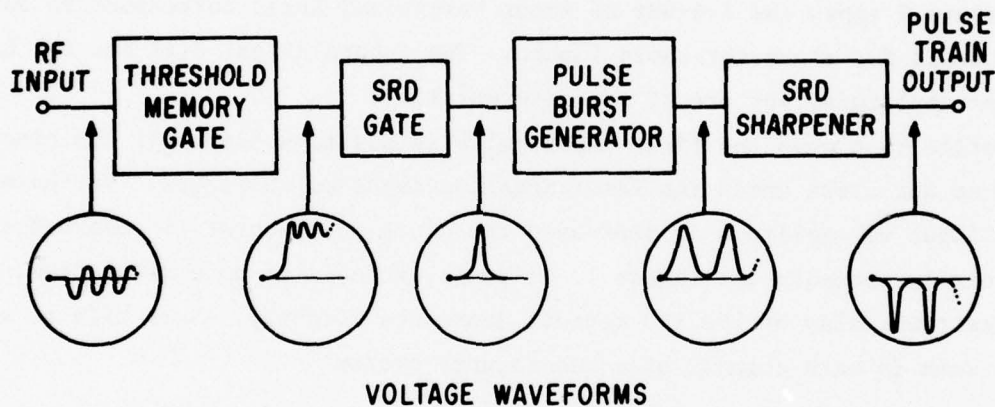 RF
INPUT
THRESHOLD
MEMORY
GATE
SRD
GATE
PULSE
BURST
GENERATOR
SRD
SHARPENER
PULSE
TRAIN
OUTPUT
VOLTAGE WAVEFORMS